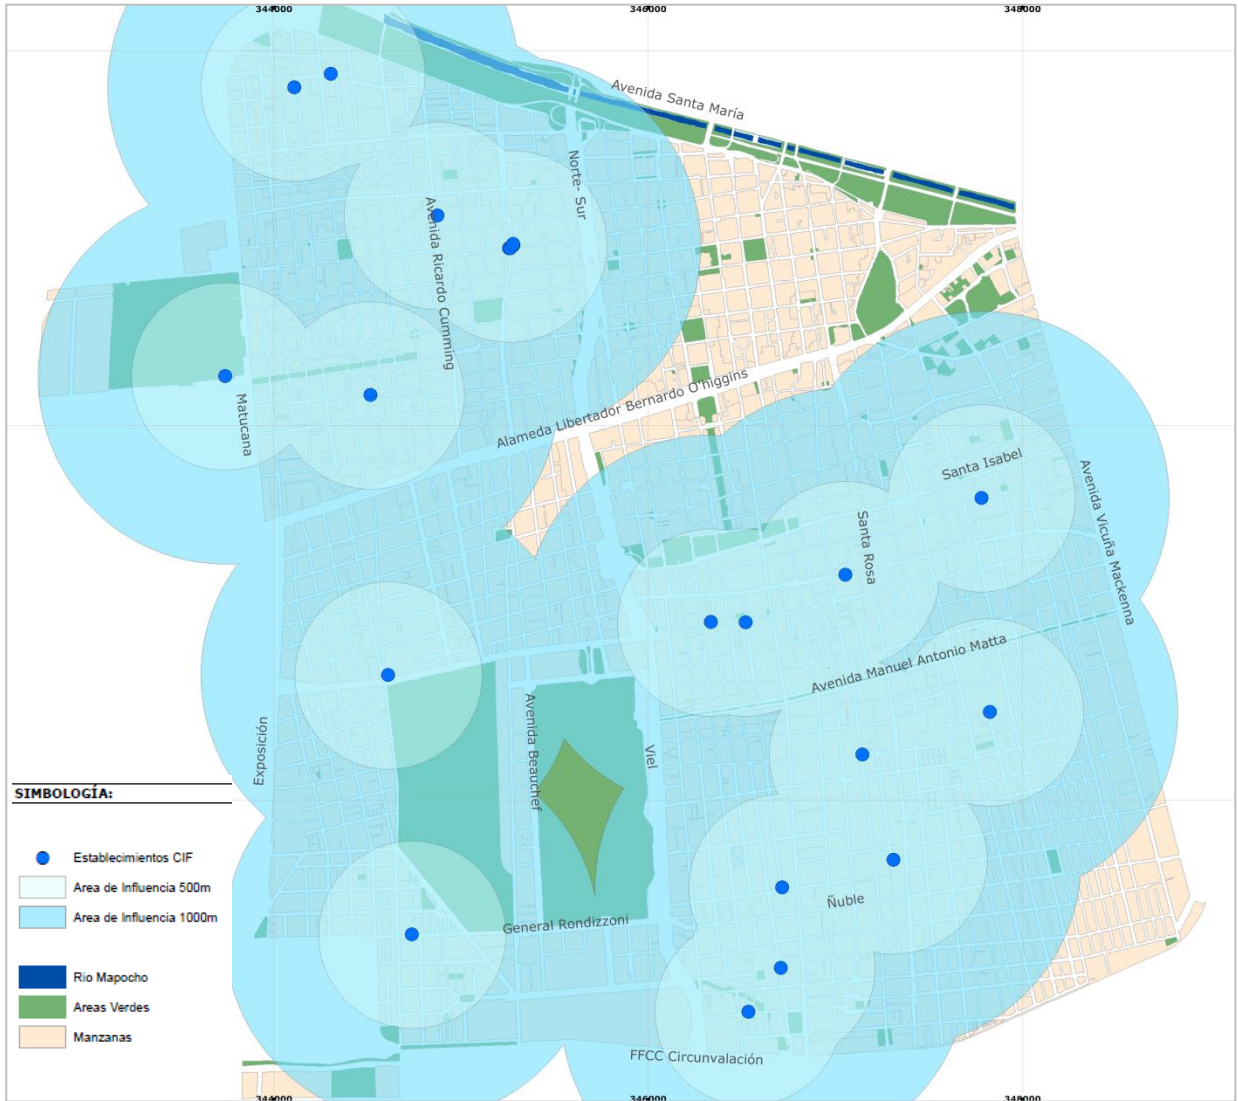 344000
346000
348000
Avenida Santa María
Norte- Sur
Avenida Ricardo Cumming
Matucana
Alameda Libertador Bernardo O'higgins
Santa Isabel
Santa Rosa
Avenida Vicuña Mackenna
Avenida Manuel Antonio Matta
Exposición
Avenida Beauchef
Viel
Ñuble
General Rondizzoni
FFCC Circunvalación
SIMBOLOGÍA:
Establecimientos CIF
Area de Influencia 500m
Area de Influencia 1000m
Rio Mapocho
Areas Verdes
Manzanas
344000
346000
348000